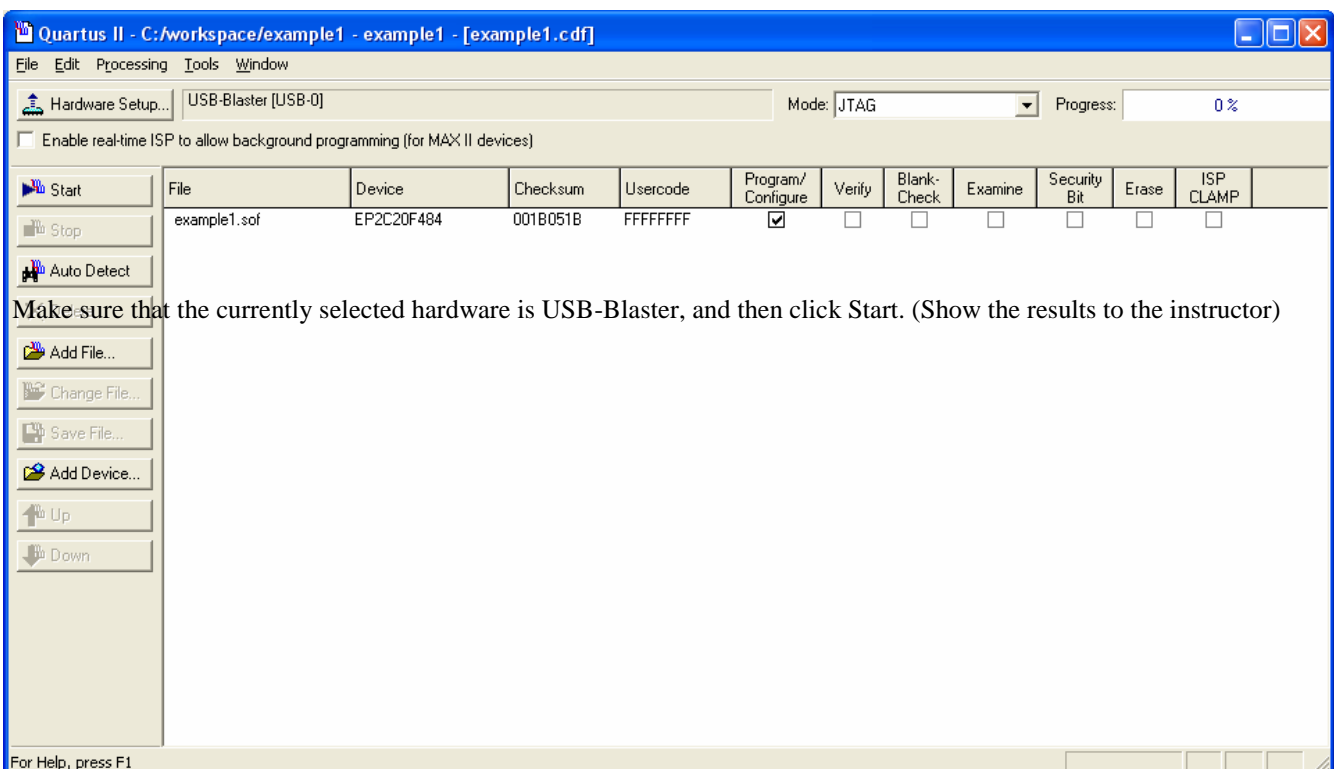 Quartus II - C:/workspace/example1 - example1 - [example1.cdf]
File Edit Processing Tools Window
Hardware Setup... USB-Blaster [USB-0] Mode: JTAG Progress: 0 %
Enable real-time ISP to allow background programming (for MAX II devices)
Start
Stop
Auto Detect
Add File...
Change File...
Save File...
Add Device...
Up
Down
File Device Checksum Usercode Program/ Configure Verify Blank- Check Examine Security Bit Erase ISP CLAMP
example1.sof EP2C20F484 001B051B FFFFFFFF
Make sure that the currently selected hardware is USB-Blaster, and then click Start. (Show the results to the instructor)
For Help, press F1